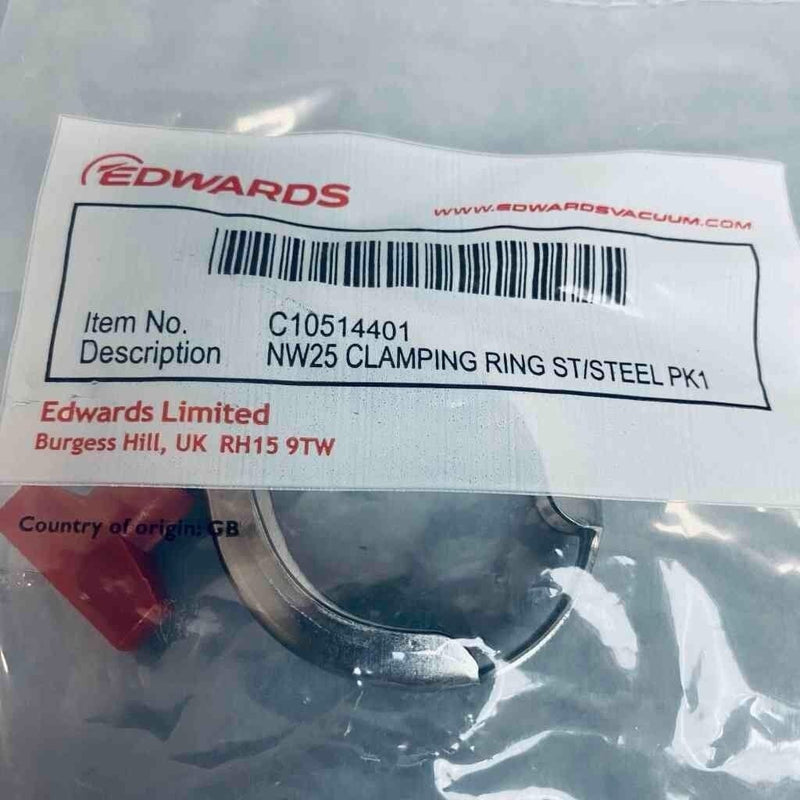 EDWARDS
WWW.EDWARDSVACUUM.COM
Item No. C10514401
Description NW25 CLAMPING RING ST/STEEL PK1
Edwards Limited
Burgess Hill, UK RH15 9TW
Country of origin: GB